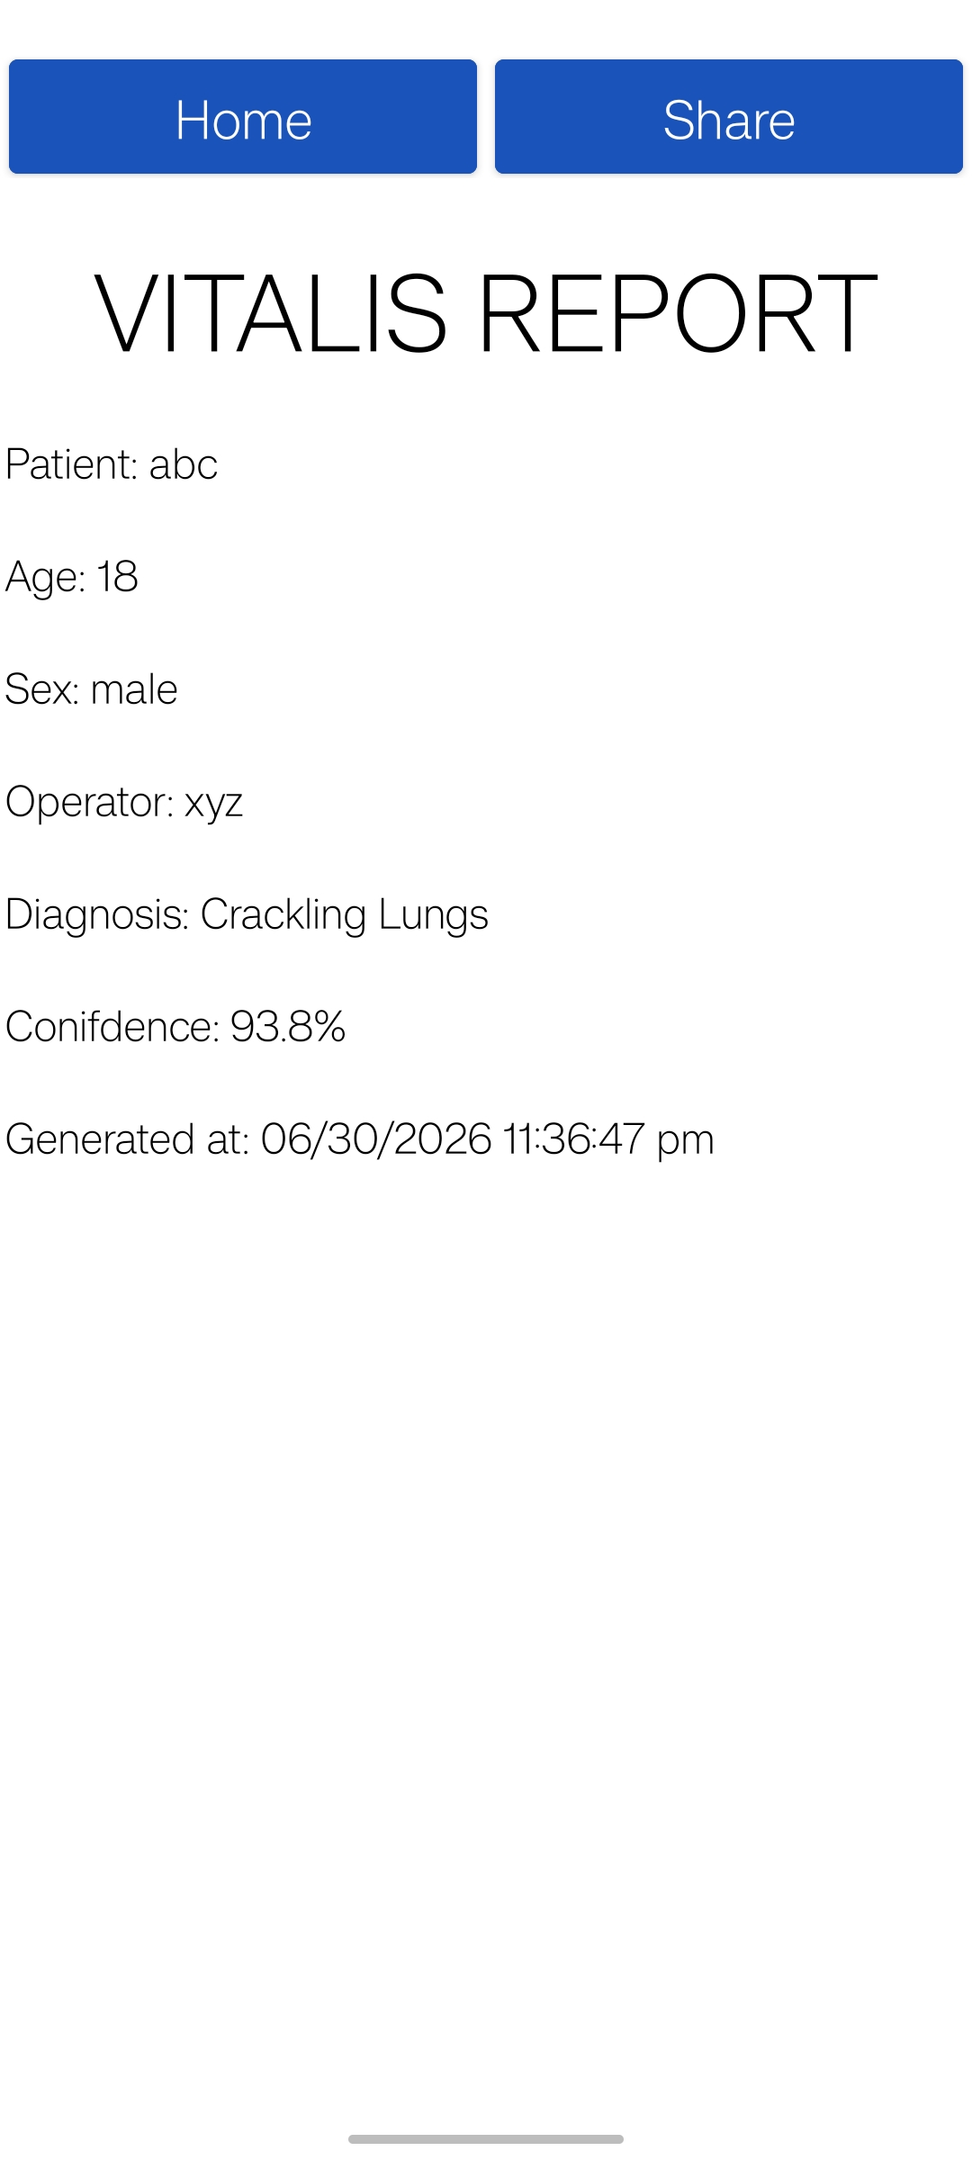 Home
Share
VITALIS REPORT
Patient: abc
Age: 18
Sex: male
Operator: xyz
Diagnosis: Crackling Lungs
Conifdence: 93.8%
Generated at: 06/30/2026 11:36:47 pm